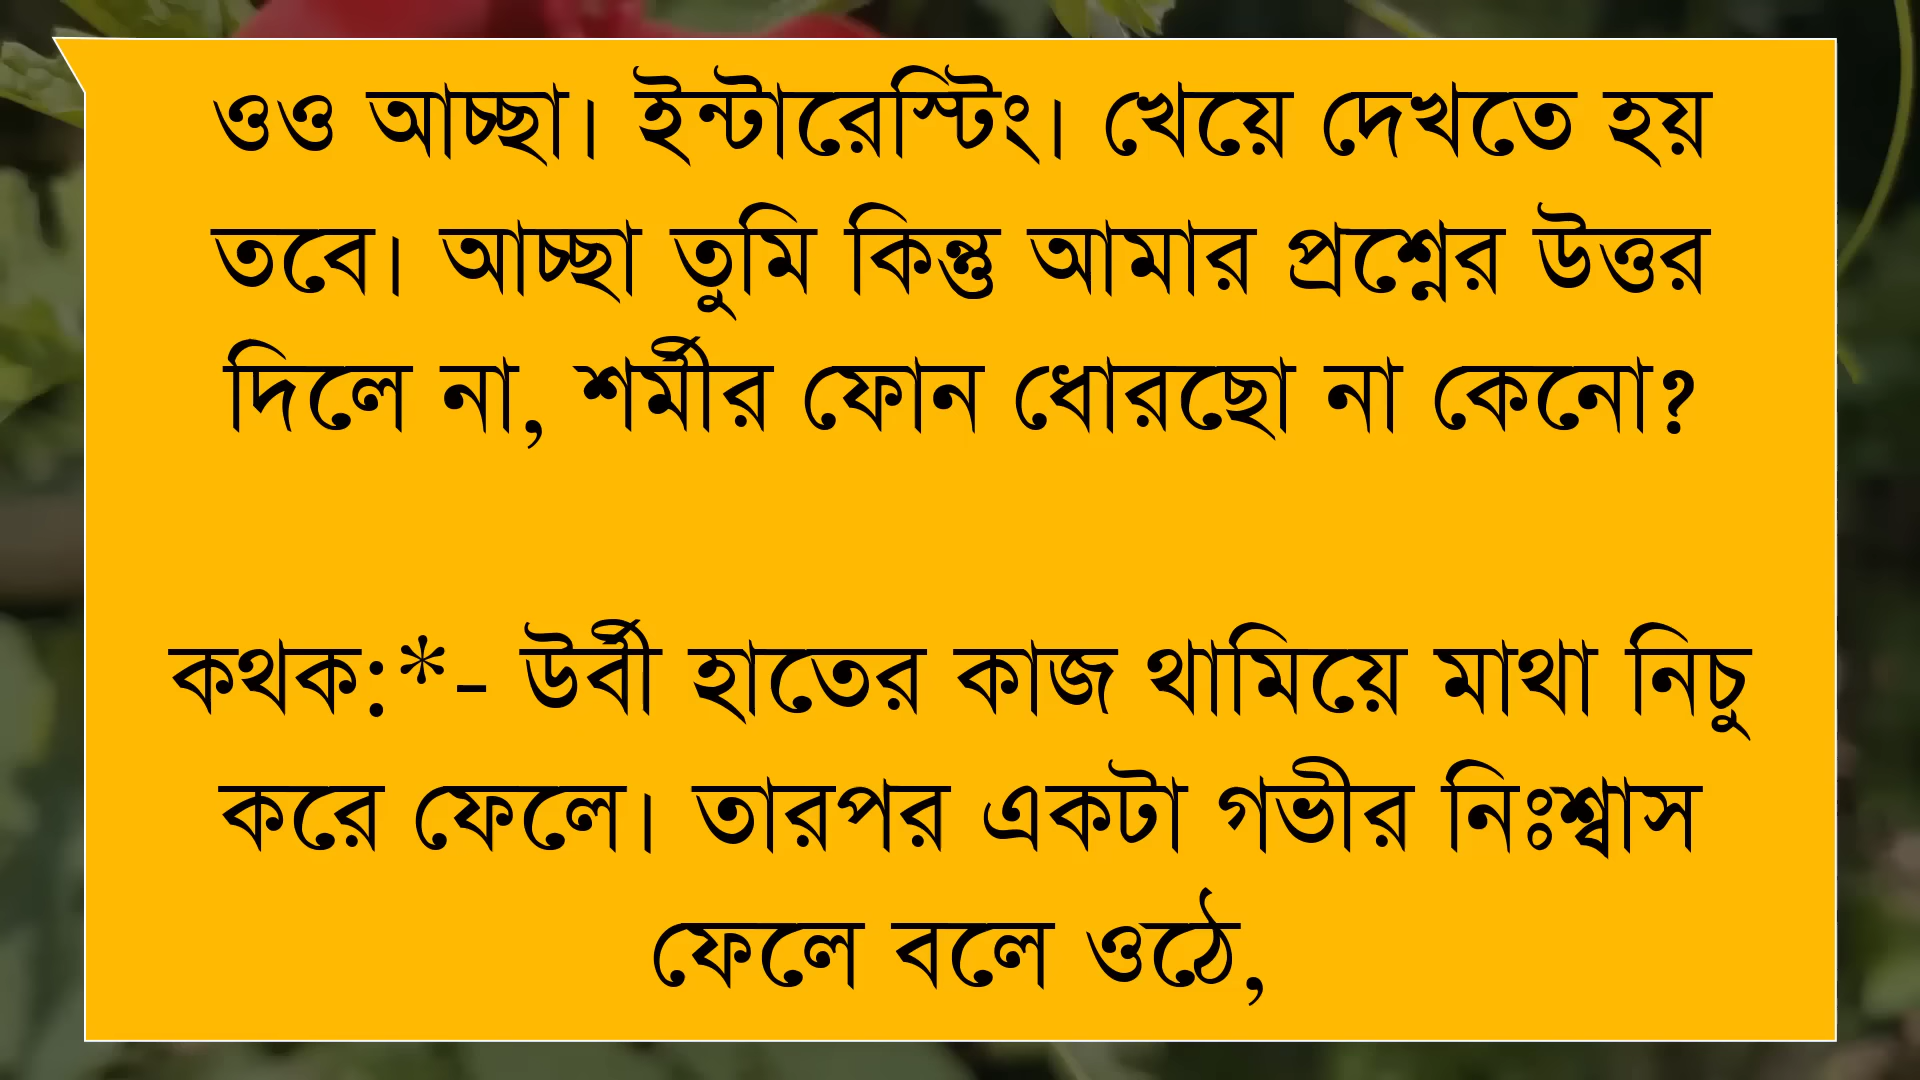 ওও আচ্ছা। ইন্টারেস্টিং। খেয়ে দেখতে হয়
তবে। আচ্ছা তুমি কিন্তু আমার প্রশ্নের উত্তর
দিলে না, শর্মীর ফোন ধোরছো না কেনো?
কথক:*- উর্বী হাতের কাজ থামিয়ে মাথা নিচু
করে ফেলে। তারপর একটা গভীর নিঃশ্বাস
ফেলে বলে ওঠে,